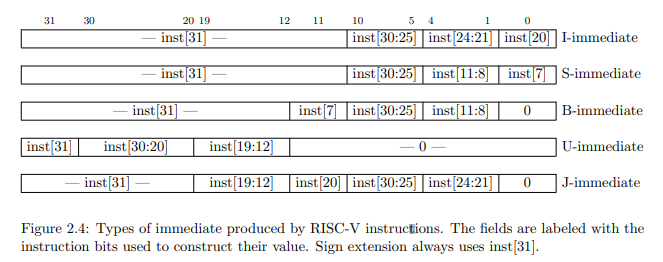 31 30 20 19 12 11 10 5 4 1 0
— inst[31] — inst[30:25] inst[24:21] inst[20] I-immediate
— inst[31] — inst[30:25] inst[11:8] inst[7] S-immediate
— inst[31] — inst[7] inst[30:25] inst[11:8] 0 B-immediate
inst[31] inst[30:20] inst[19:12] — 0 — U-immediate
— inst[31] — inst[19:12] inst[20] inst[30:25] inst[24:21] 0 J-immediate
Figure 2.4: Types of immediate produced by RISC-V instructions. The fields are labeled with the
instruction bits used to construct their value. Sign extension always uses inst[31].